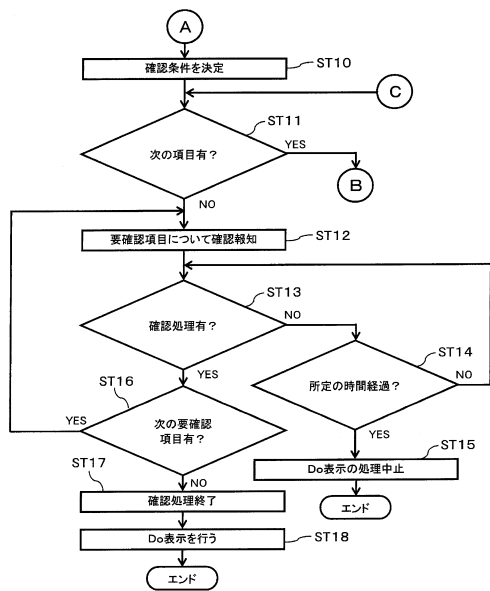 A
確認条件を決定
ST10
C
ST11
次の項目有?
YES
B
NO
要確認項目について確認報知
ST12
ST13
確認処理有?
NO
ST14
所定の時間経過?
NO
YES
ST16
YES
次の要確認
項目有?
YES
ST15
Do表示の処理中止
ST17
NO
確認処理終了
エンド
Do表示を行う
ST18
エンド